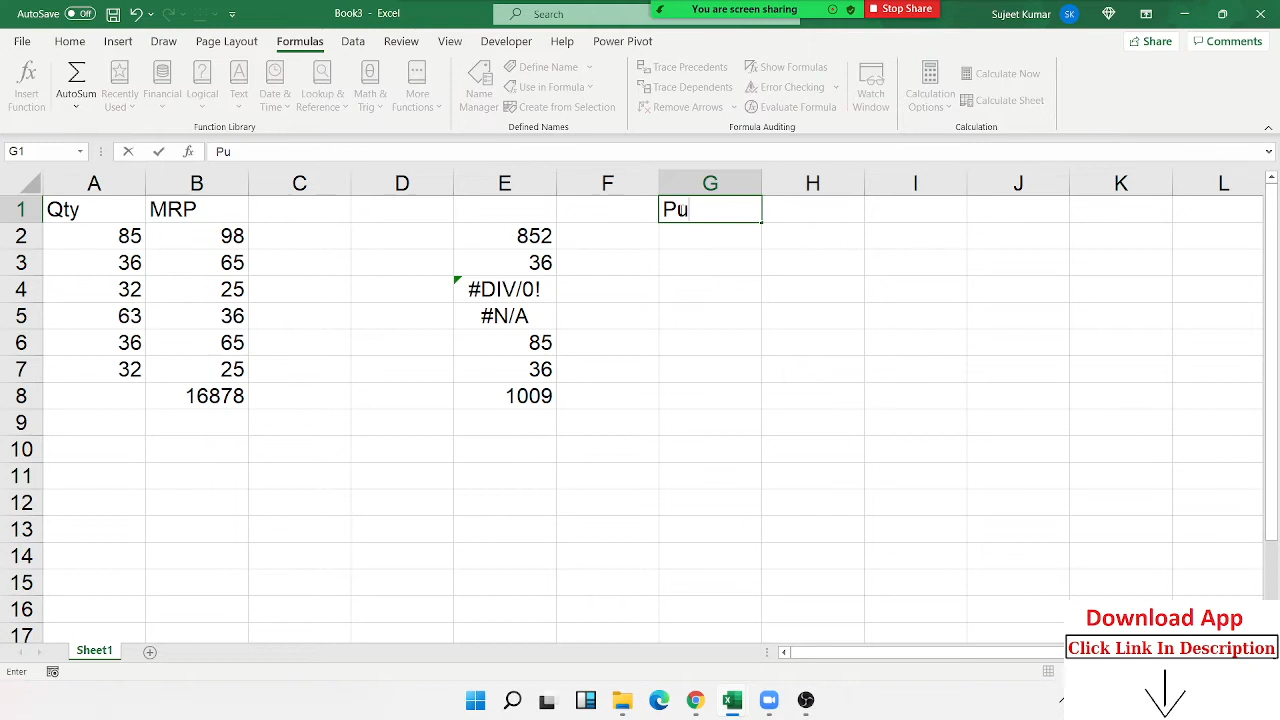 AutoSave Off Book3 - Excel Search You are screen sharing Stop Share Sujeet Kumar SK
File Home Insert Draw Page Layout Formulas Data Review View Developer Help Power Pivot Share Comments
Insert Function AutoSum Recently Used Financial Logical Text Date & Time Lookup & Reference Math & Trig More Functions
Function Library
Name Manager Define Name Use in Formula Create from Selection
Defined Names
Trace Precedents Trace Dependents Remove Arrows Show Formulas Error Checking Evaluate Formula Watch Window
Formula Auditing
Calculation Options Calculate Now Calculate Sheet
Calculation
G1 fx Pu
A B C D E F G H I J K L
1 Qty MRP Pu
2 85 98 852
3 36 65 36
4 32 25 #DIV/0!
5 63 36 #N/A
6 36 65 85
7 32 25 36
8 16878 1009
9
10
11
12
13
14
15
16
17
Download App
Click Link In Description
Sheet1
Enter